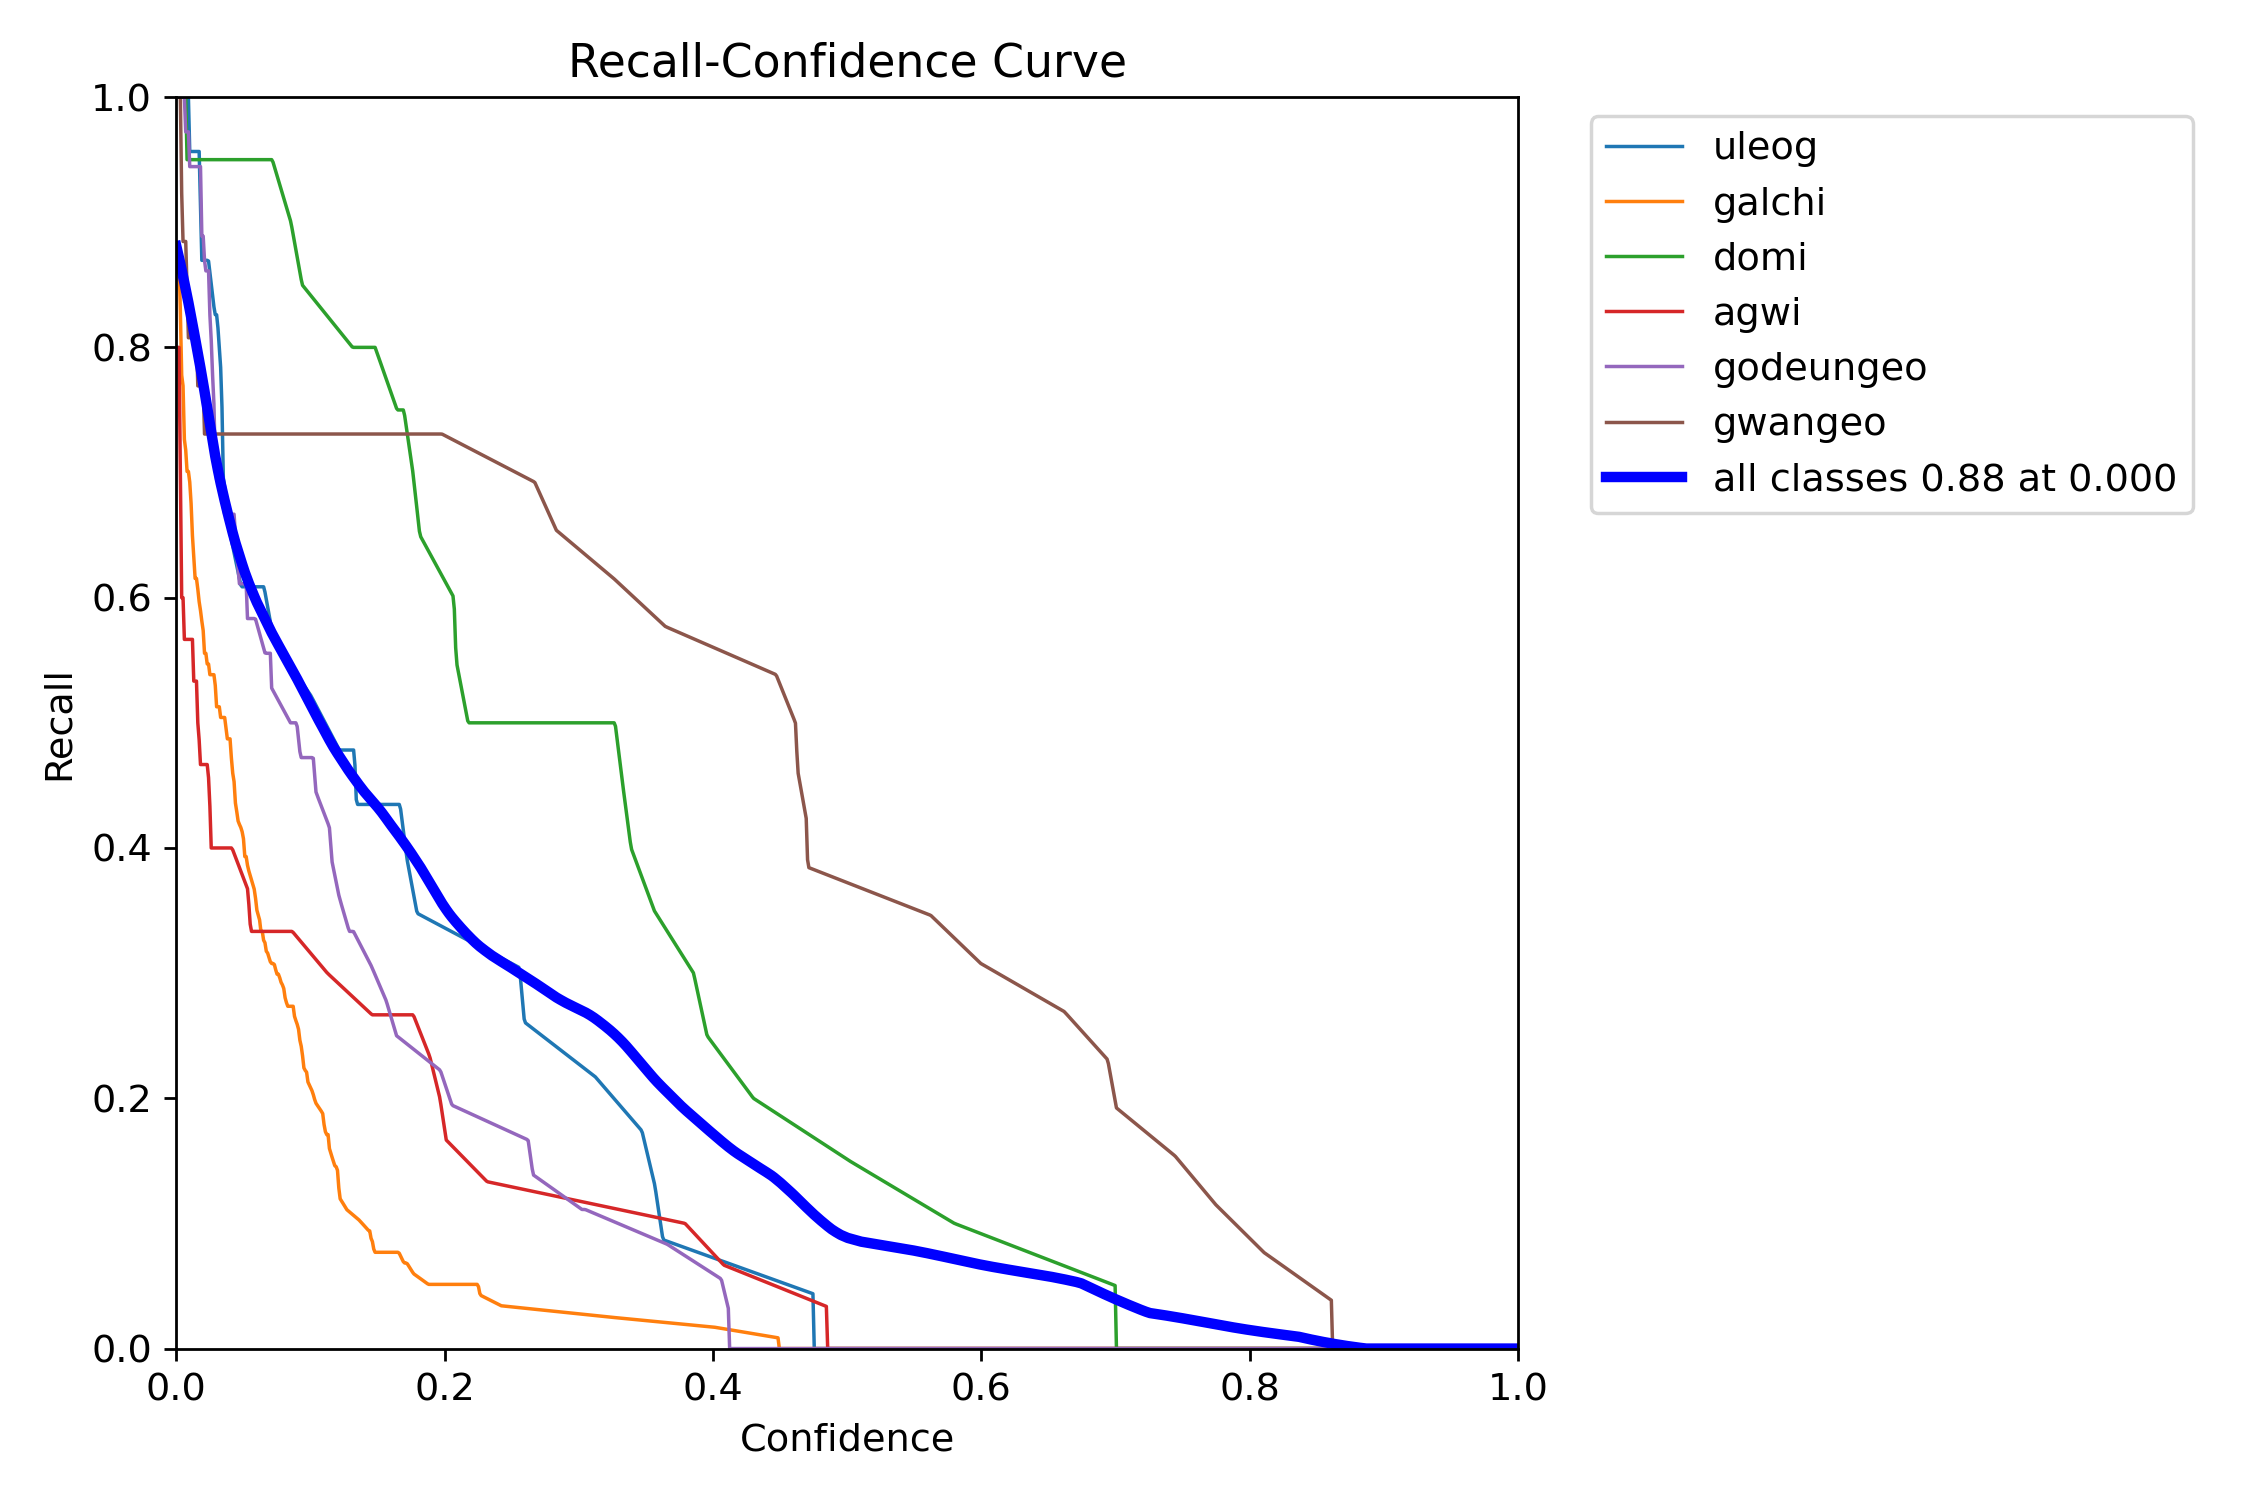 Recall-Confidence Curve
1.0
0.8
0.6
0.4
0.2
0.0
Recall
0.0 0.2 0.4 0.6 0.8 1.0
Confidence
uleog
galchi
domi
agwi
godeungeo
gwangeo
all classes 0.88 at 0.000